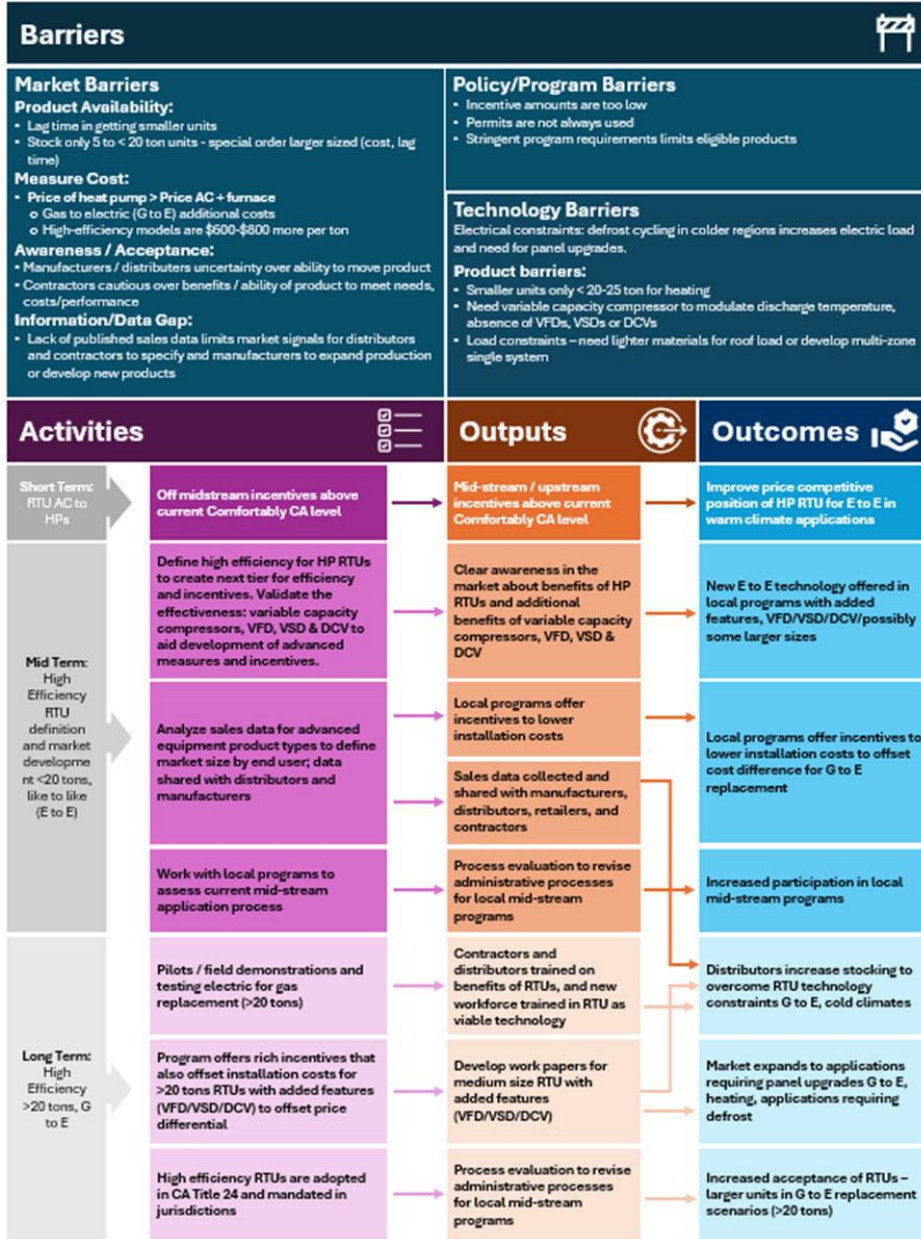 Barriers
Market Barriers
Product Availability:
• Lag time in getting smaller units
• Stock only 5 to < 20 ton units - special order larger sized (cost, lag
time)
Measure Cost:
• Price of heat pump > Price AC + furnace
o Gas to electric (G to E) additional costs
o High-efficiency models are $600-$800 more per ton
Awareness / Acceptance:
• Manufacturers / distributers uncertainty over ability to move product
• Contractors cautious over benefits / ability of product to meet needs,
costs/performance
Information/Data Gap:
• Lack of published sales data limits market signals for distributors
and contractors to specify and manufacturers to expand production
or develop new products
Policy/Program Barriers
• Incentive amounts are too low
• Permits are not always used
• Stringent program requirements limits eligible products
Technology Barriers
Electrical constraints: defrost cycling in colder regions increases electric load
and need for panel upgrades.
Product barriers:
• Smaller units only < 20-25 ton for heating
• Need variable capacity compressor to modulate discharge temperature,
absence of VFDs, VSDs or DCVs
• Load constraints – need lighter materials for roof load or develop multi-zone
single system
Activities
Outputs
Outcomes
Short Term:
RTU AC to
HPs
Off midstream incentives above
current Comfortably CA level
Mid-stream / upstream
incentives above current
Comfortably CA level
Improve price competitive
position of HP RTU for E to E in
warm climate applications
Mid Term:
High
Efficiency
RTU
definition
and market
developme
nt <20 tons,
like to like
(E to E)
Define high efficiency for HP RTUs
to create next tier for efficiency
and incentives. Validate the
effectiveness: variable capacity
compressors, VFD, VSD & DCV to
aid development of advanced
measures and incentives.
Clear awareness in the
market about benefits of HP
RTUs and additional
benefits of variable capacity
compressors, VFD, VSD &
DCV
New E to E technology offered in
local programs with added
features, VFD/VSD/DCV/possibly
some larger sizes
Analyze sales data for advanced
equipment product types to define
market size by end user; data
shared with distributors and
manufacturers
Local programs offer
incentives to lower
installation costs
Sales data collected and
shared with manufacturers,
distributors, retailers, and
contractors
Local programs offer incentives to
lower installation costs to offset
cost difference for G to E
replacement
Work with local programs to
assess current mid-stream
application process
Process evaluation to revise
administrative processes
for local mid-stream
programs
Increased participation in local
mid-stream programs
Long Term:
High
Efficiency
>20 tons, G
to E
Pilots / field demonstrations and
testing electric for gas
replacement (>20 tons)
Contractors and
distributors trained on
benefits of RTUs, and new
workforce trained in RTU as
viable technology
Distributors increase stocking to
overcome RTU technology
constraints G to E, cold climates
Program offers rich incentives that
also offset installation costs for
>20 tons RTUs with added features
(VFD/VSD/DCV) to offset price
differential
Develop work papers for
medium size RTU with
added features
(VFD/VSD/DCV)
Market expands to applications
requiring panel upgrades G to E,
heating, applications requiring
defrost
High efficiency RTUs are adopted
in CA Title 24 and mandated in
jurisdictions
Process evaluation to revise
administrative processes
for local mid-stream
programs
Increased acceptance of RTUs –
larger units in G to E replacement
scenarios (>20 tons)